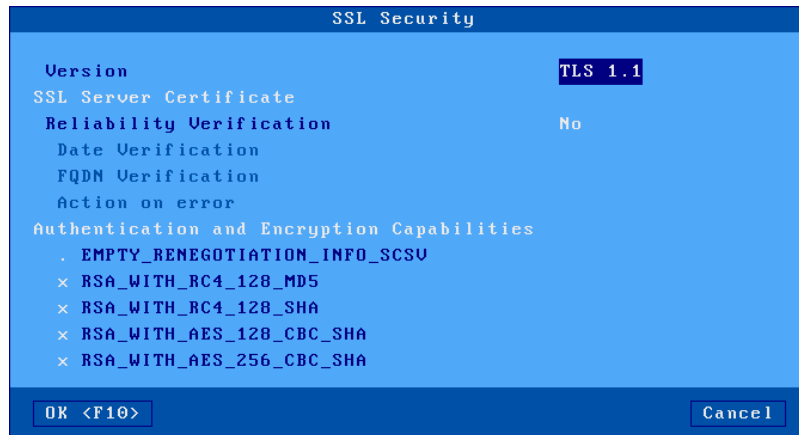 SSL Security
Version TLS 1.1
SSL Server Certificate
Reliability Verification No
Date Verification
FQDN Verification
Action on error
Authentication and Encryption Capabilities
. EMPTY_RENEGOTIATION_INFO_SCSV
x RSA_WITH_RC4_128_MD5
x RSA_WITH_RC4_128_SHA
x RSA_WITH_AES_128_CBC_SHA
x RSA_WITH_AES_256_CBC_SHA
OK <F10> Cancel